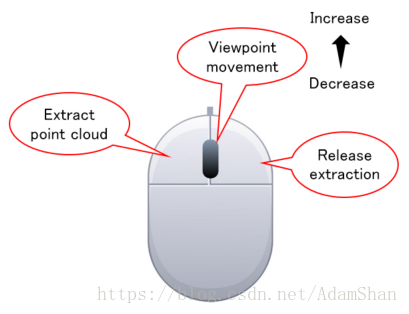 Increase
Viewpoint
movement
Decrease
Extract
point cloud
Release
extraction
https://blog.csdn.net/AdamShan